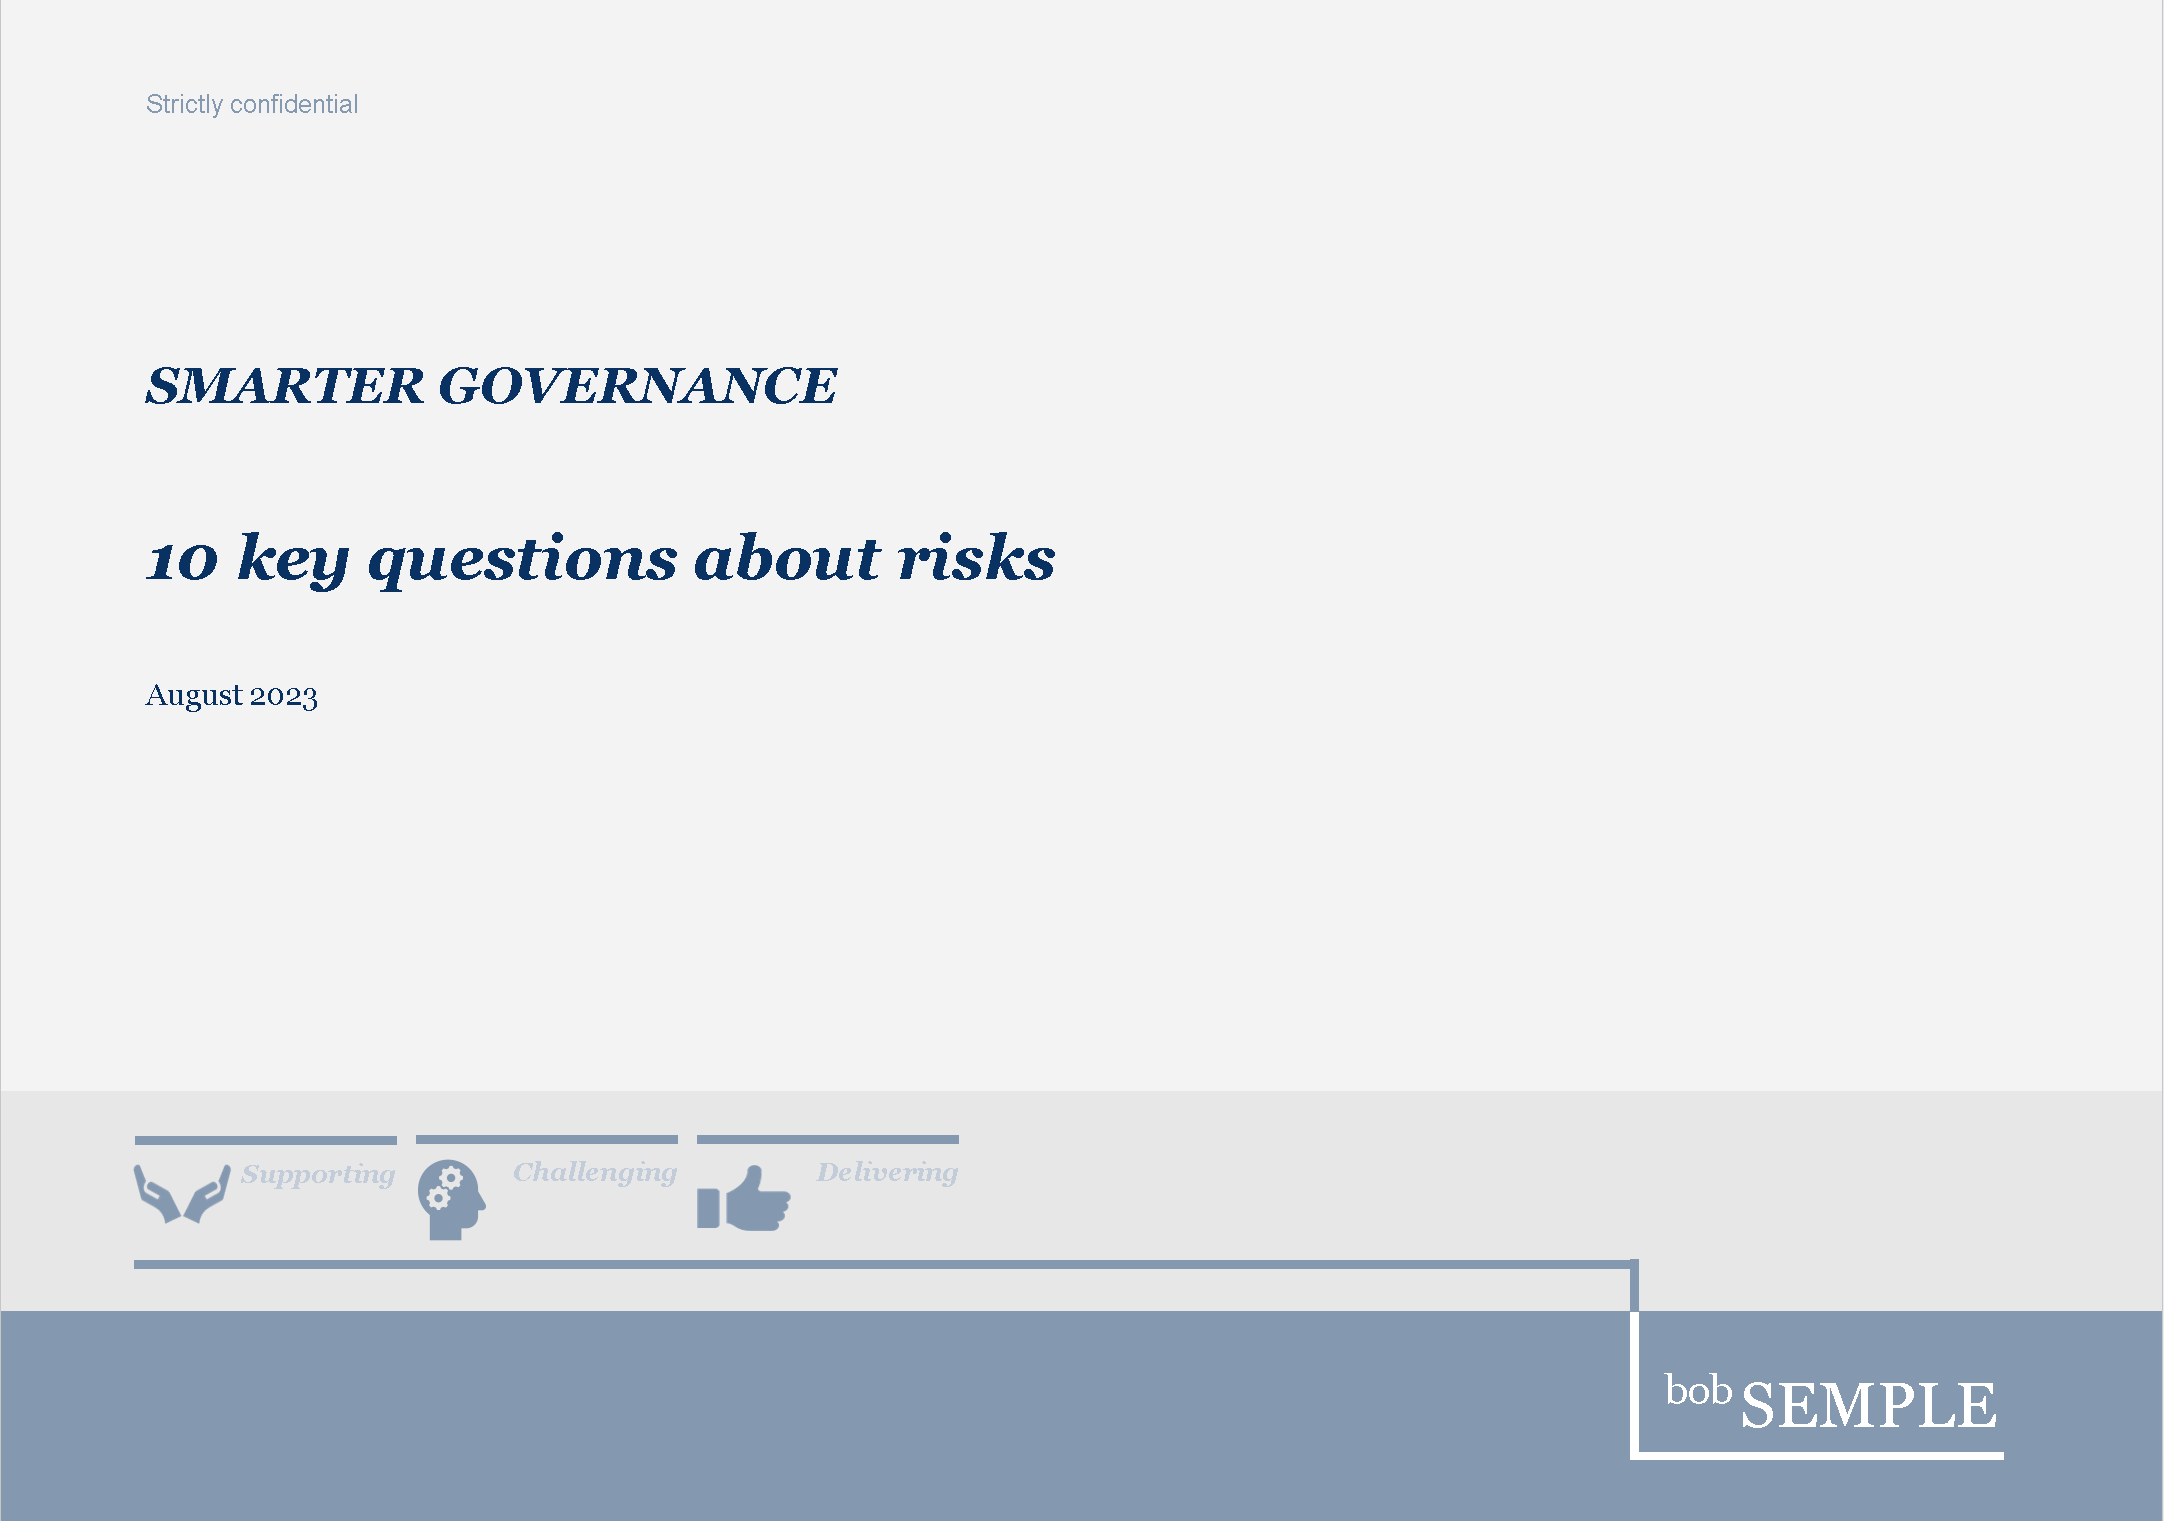 Strictly confidential
SMARTER GOVERNANCE
10 key questions about risks
August 2023
Supporting
Challenging
Delivering
bob SEMPLE